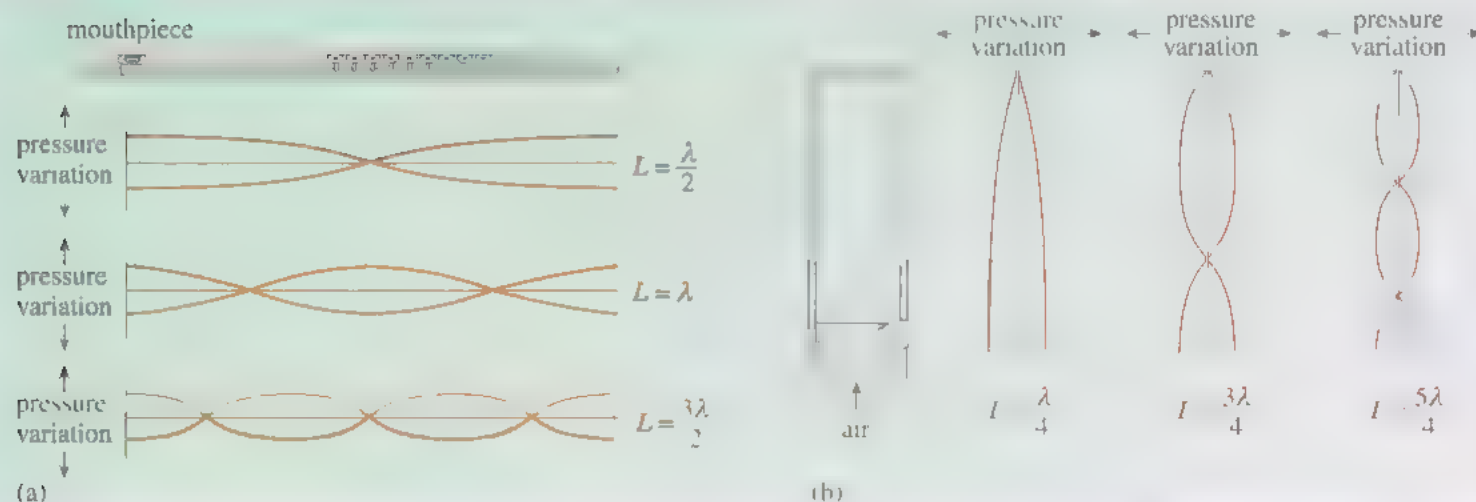 mouthpiece
pressure
variation
L = λ/2
pressure
variation
L = λ
pressure
variation
L = 3λ/2
(a)
pressure
variation
pressure
variation
pressure
variation
air
λ/4
3λ/4
5λ/4
(b)